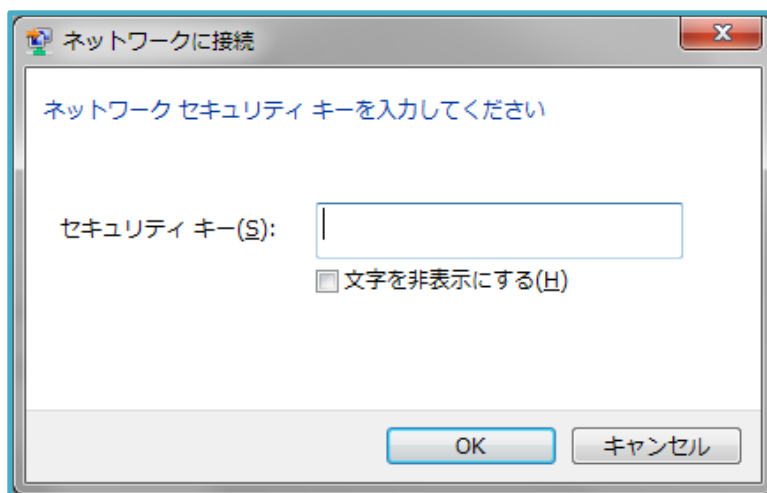 ネットワークに接続
ネットワーク セキュリティ キーを入力してください
セキュリティ キー(S):
文字を非表示にする(H)
OK キャンセル